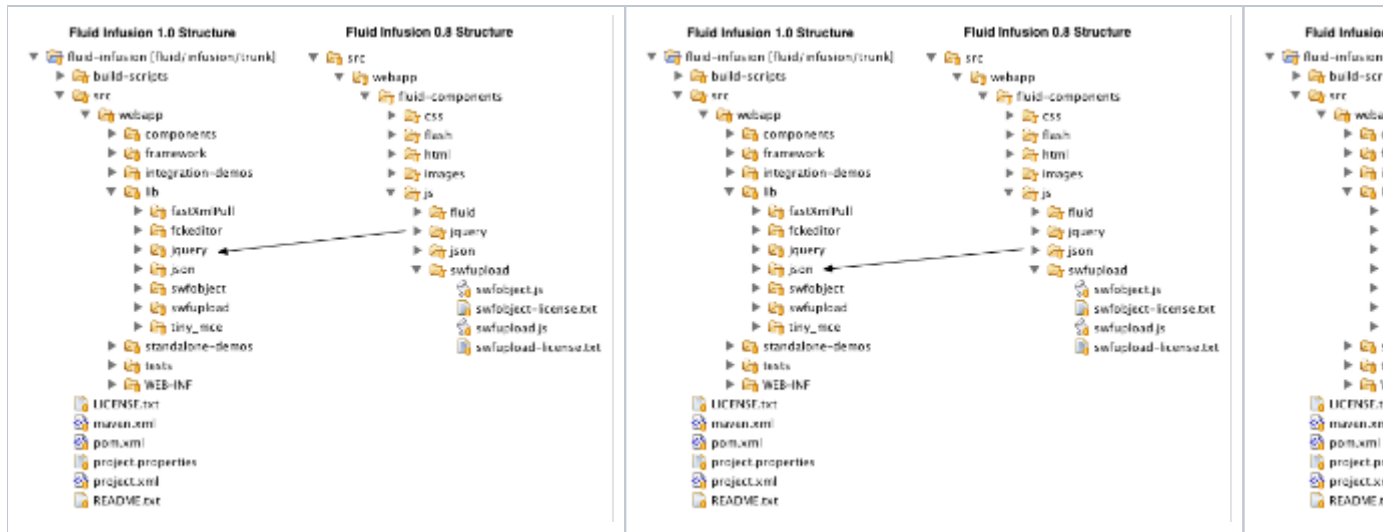 Fluid Infusion 1.0 Structure
fluid-infusion [fluid/infusion/trunk]
build-scripts
src
webapp
components
framework
integration-demos
lib
fastXmlPull
fckeditor
jquery
json
swfobject
swfupload
tiny_mce
standalone-demos
tests
WEB-INF
LICENSE.txt
maven.xml
pom.xml
project.properties
project.xml
README.txt
Fluid Infusion 0.8 Structure
src
webapp
fluid-components
css
flash
html
images
js
fluid
jquery
json
swfupload
swfobject.js
swfobject-license.txt
swfupload.js
swfupload-license.txt
Fluid Infusion 1.0 Structure
fluid-infusion [fluid/infusion/trunk]
build-scripts
src
webapp
components
framework
integration-demos
lib
fastXmlPull
fckeditor
jquery
json
swfobject
swfupload
tiny_mce
standalone-demos
tests
WEB-INF
LICENSE.txt
maven.xml
pom.xml
project.properties
project.xml
README.txt
Fluid Infusion 0.8 Structure
src
webapp
fluid-components
css
flash
html
images
js
fluid
jquery
json
swfupload
swfobject.js
swfobject-license.txt
swfupload.js
swfupload-license.txt
Fluid
fluid-infusion
src
LICENSE.txt
pom.xml